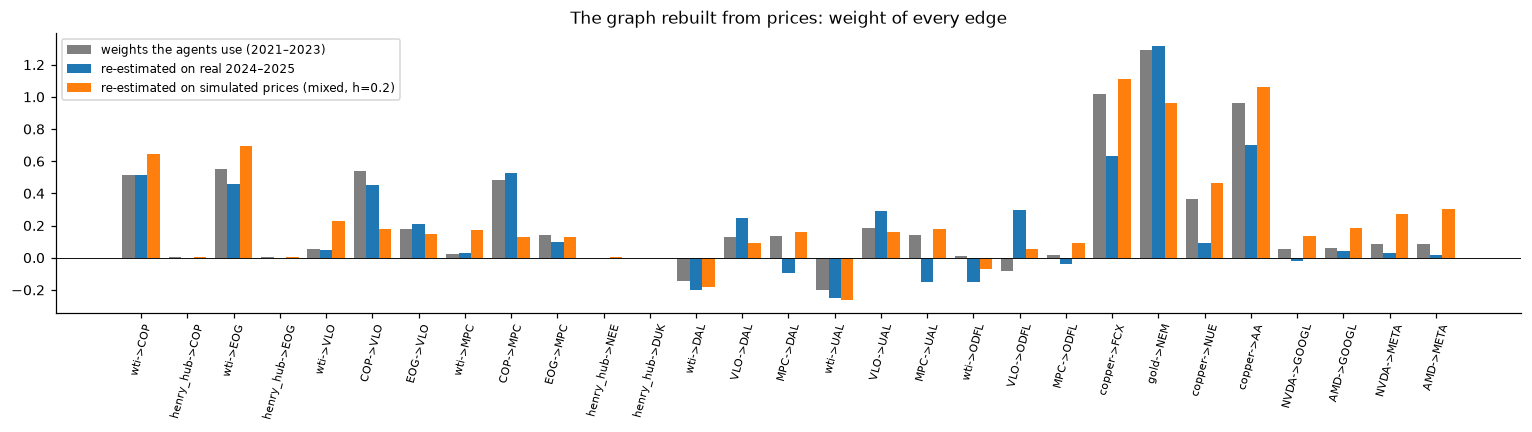 The graph rebuilt from prices: weight of every edge
weights the agents use (2021–2023)
re-estimated on real 2024–2025
re-estimated on simulated prices (mixed, h=0.2)
1.2
1.0
0.8
0.6
0.4
0.2
0.0
−0.2
wti->COP
henry_hub->COP
wti->EOG
henry_hub->EOG
wti->VLO
COP->VLO
EOG->VLO
wti->MPC
COP->MPC
EOG->MPC
henry_hub->NEE
henry_hub->DUK
wti->DAL
VLO->DAL
MPC->DAL
wti->UAL
VLO->UAL
MPC->UAL
wti->ODFL
VLO->ODFL
MPC->ODFL
copper->FCX
gold->NEM
copper->NUE
copper->AA
NVDA->GOOGL
AMD->GOOGL
NVDA->META
AMD->META